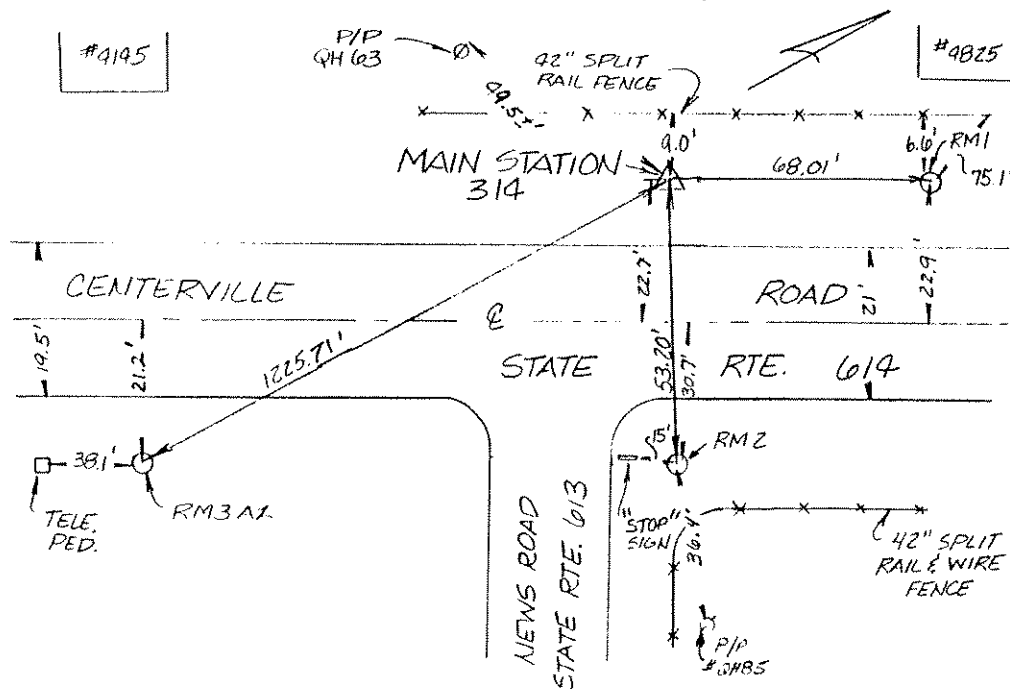 #4195
P/P
QH 63
42" SPLIT
RAIL FENCE
#4825
49.5±'
9.0'
6.6'
RM1
75.1'
MAIN STATION
314
68.01'
CENTERVILLE
ROAD
22.7'
21'
22.9'
19.5'
21.2'
1225.71'
℄
53.20'
30.7'
STATE RTE. 614
38.1'
15'
RM2
TELE.
PED.
RM3 AZ
NEWS ROAD
STATE RTE. 613
"STOP"
SIGN
36.4'
42" SPLIT
RAIL & WIRE
FENCE
P/P
#QH85